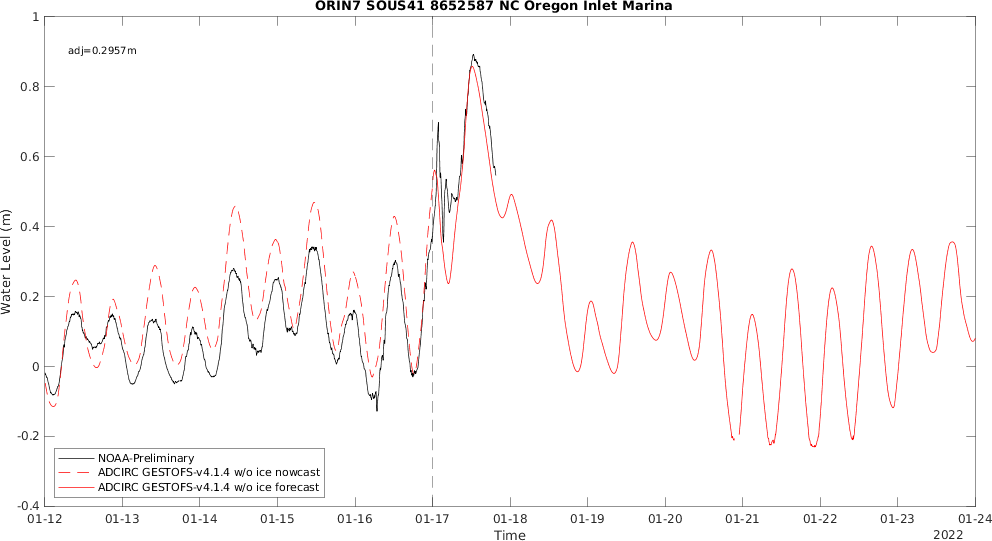 ORIN7 SOUS41 8652587 NC Oregon Inlet Marina
1
adj=0.2957m
0.8
0.6
0.4
0.2
0
-0.2
-0.4
Water Level (m)
NOAA-Preliminary
ADCIRC GESTOFS-v4.1.4 w/o ice nowcast
ADCIRC GESTOFS-v4.1.4 w/o ice forecast
01-12 01-13 01-14 01-15 01-16 01-17 01-18 01-19 01-20 01-21 01-22 01-23 01-24
Time
2022